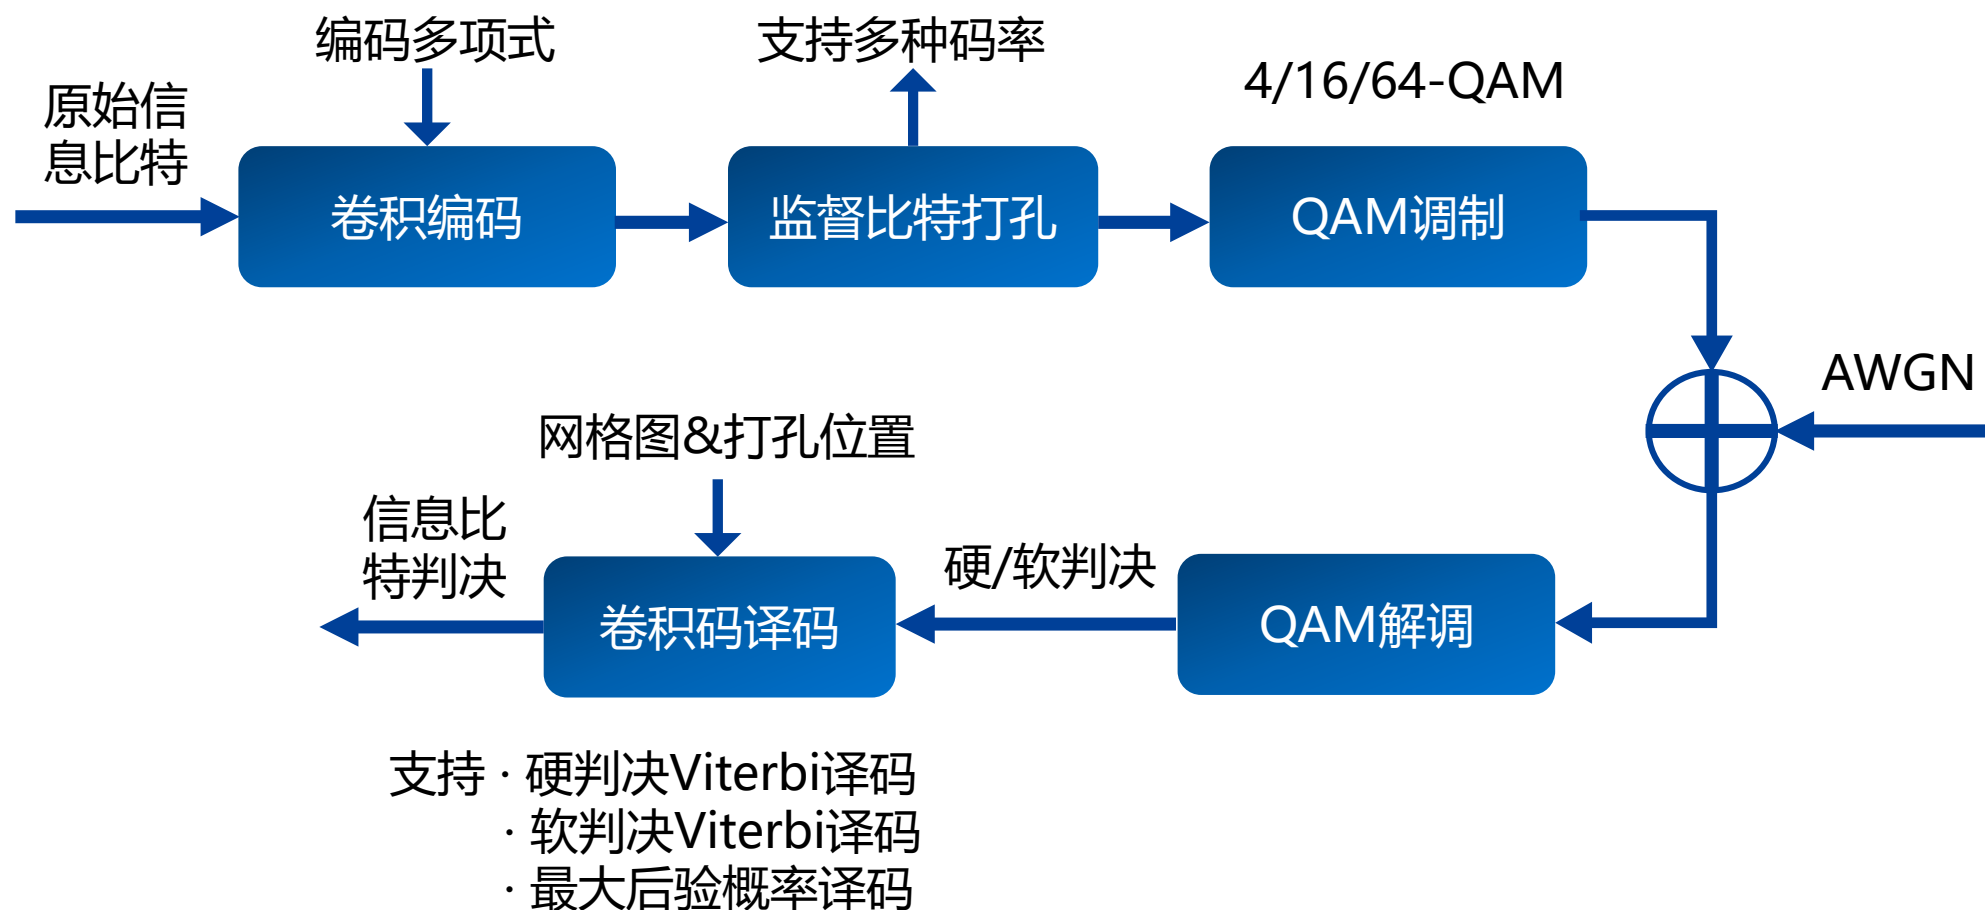 编码多项式
支持多种码率
4/16/64-QAM
原始信
息比特
卷积编码
监督比特打孔
QAM调制
AWGN
网格图&打孔位置
信息比
特判决
硬/软判决
卷积码译码
QAM解调
支持 · 硬判决Viterbi译码
· 软判决Viterbi译码
· 最大后验概率译码